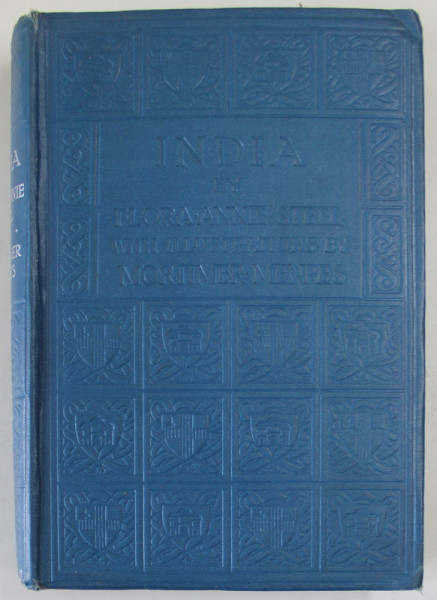 INDIA
BY
FLORA·ANNIE·STEEL
WITH ILLUSTRATIONS BY
MORTIMER·MENPES